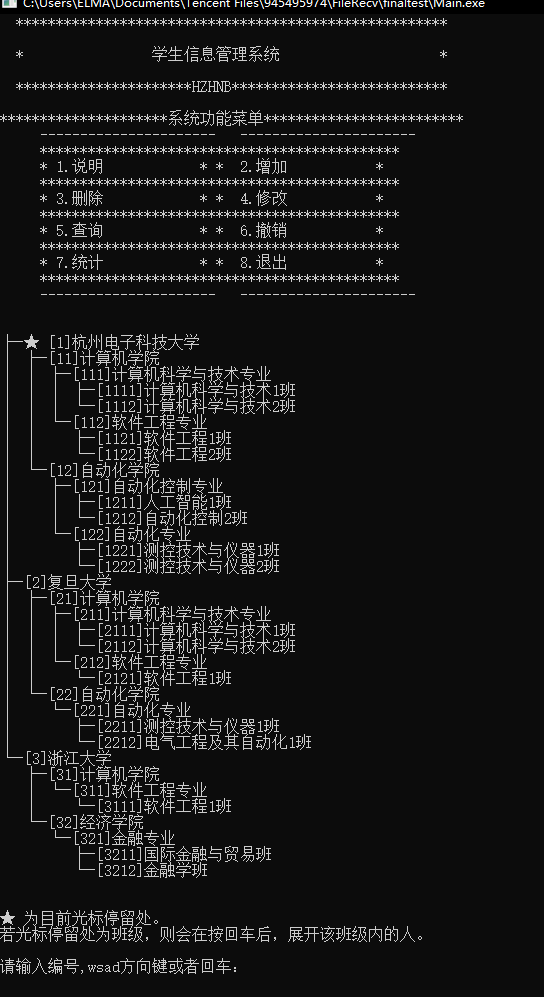 C:\Users\ELMA\Documents\Tencent Files\945495974\FileRecv\finaltest\Main.exe
******************************************************
* 学生信息管理系统 *
**********************HZHNB***************************
*********************系统功能菜单*************************
---------------------- ----------------------
*********************************************
* 1.说明 * * 2.增加 *
*********************************************
* 3.删除 * * 4.修改 *
*********************************************
* 5.查询 * * 6.撤销 *
*********************************************
* 7.统计 * * 8.退出 *
*********************************************
---------------------- ----------------------
├─★ [1]杭州电子科技大学
│ ├─[11]计算机学院
│ │ ├─[111]计算机科学与技术专业
│ │ │ ├─[1111]计算机科学与技术1班
│ │ │ └─[1112]计算机科学与技术2班
│ │ └─[112]软件工程专业
│ │ ├─[1121]软件工程1班
│ │ └─[1122]软件工程2班
│ └─[12]自动化学院
│ ├─[121]自动化控制专业
│ │ ├─[1211]人工智能1班
│ │ └─[1212]自动化控制2班
│ └─[122]自动化专业
│ ├─[1221]测控技术与仪器1班
│ └─[1222]测控技术与仪器2班
├─[2]复旦大学
│ ├─[21]计算机学院
│ │ ├─[211]计算机科学与技术专业
│ │ │ ├─[2111]计算机科学与技术1班
│ │ │ └─[2112]计算机科学与技术2班
│ │ └─[212]软件工程专业
│ │ └─[2121]软件工程1班
│ └─[22]自动化学院
│ └─[221]自动化专业
│ ├─[2211]测控技术与仪器1班
│ └─[2212]电气工程及其自动化1班
└─[3]浙江大学
├─[31]计算机学院
│ └─[311]软件工程专业
│ └─[3111]软件工程1班
└─[32]经济学院
└─[321]金融专业
├─[3211]国际金融与贸易班
└─[3212]金融学班
★ 为目前光标停留处。
若光标停留处为班级，则会在按回车后，展开该班级内的人。
请输入编号,wsad方向键或者回车: